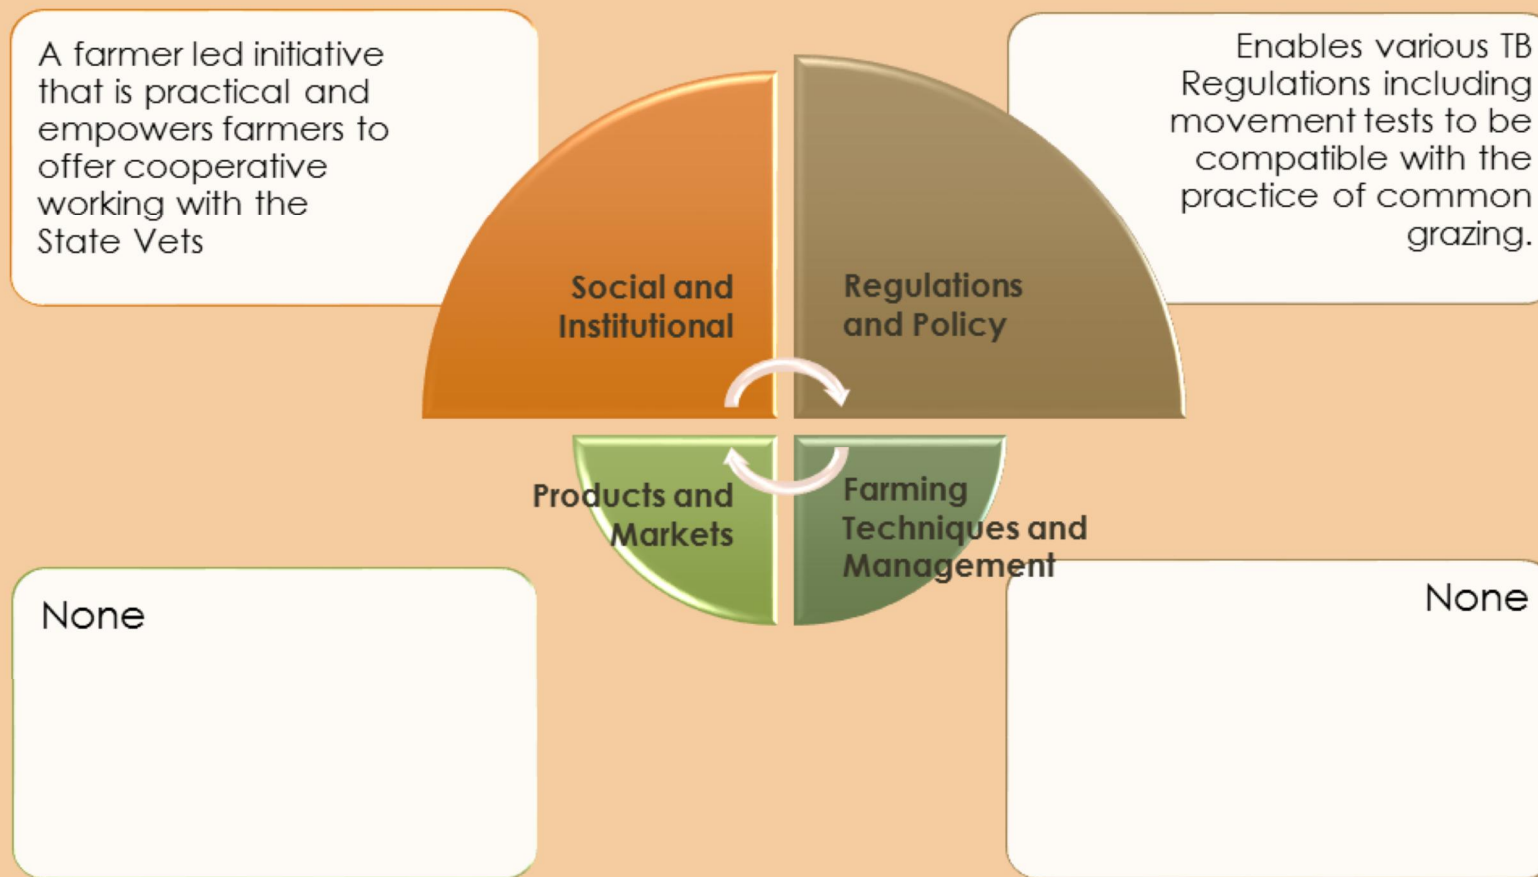 A farmer led initiative
that is practical and
empowers farmers to
offer cooperative
working with the
State Vets
Enables various TB
Regulations including
movement tests to be
compatible with the
practice of common
grazing.
Social and
Institutional
Regulations
and Policy
Products and
Markets
Farming
Techniques and
Management
None
None